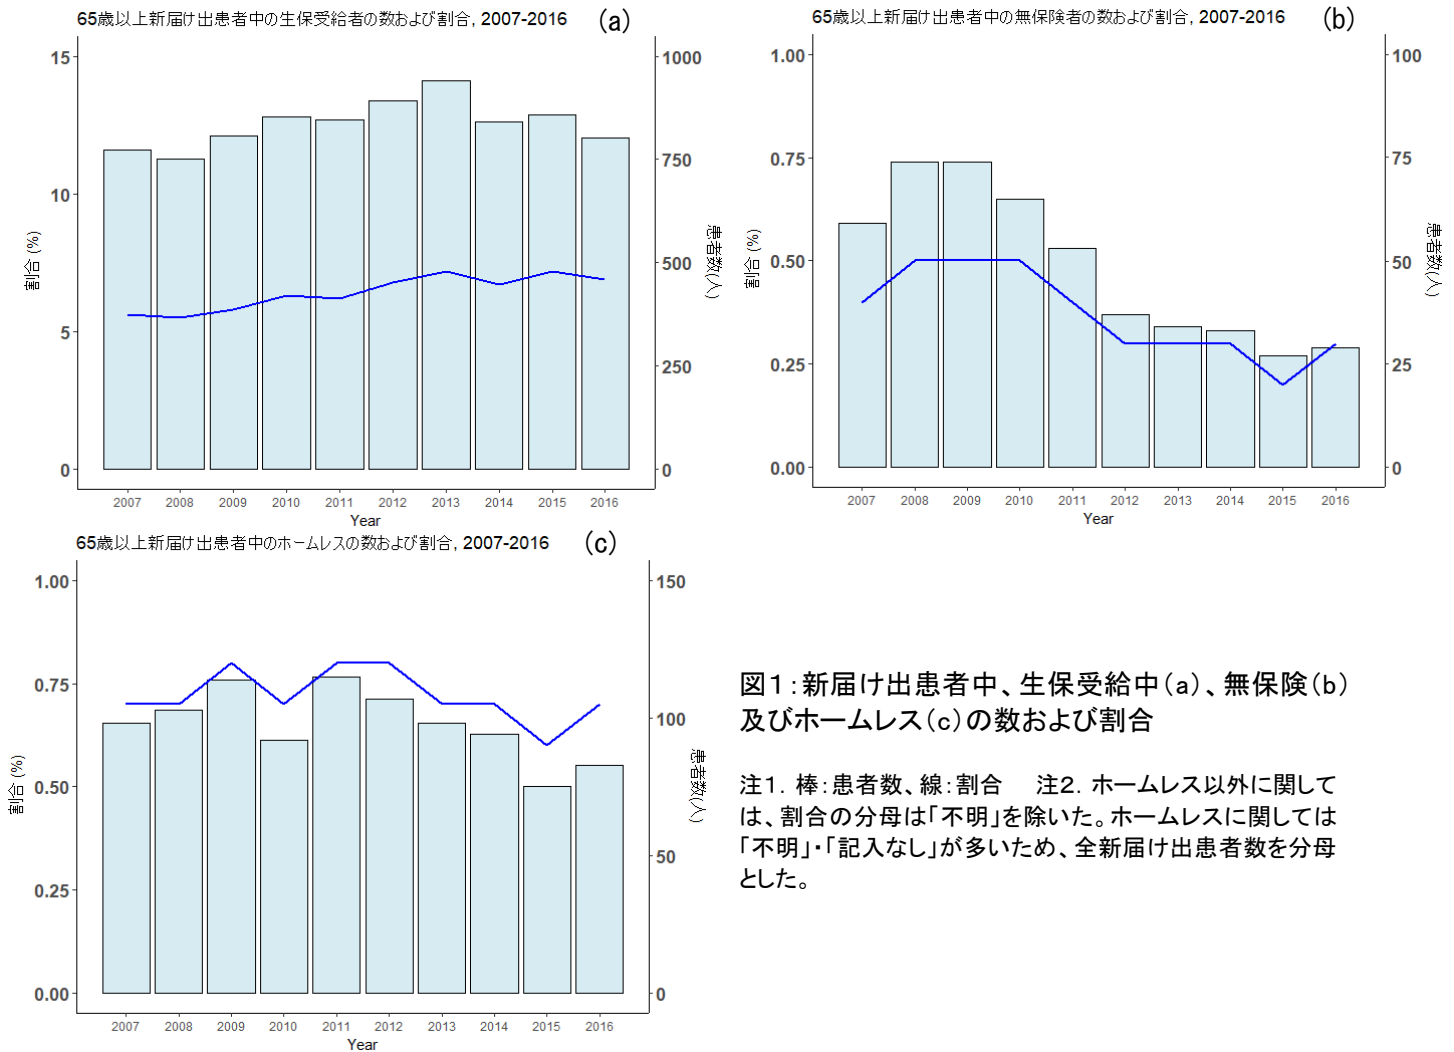 65歳以上新届け出患者中の生保受給者の数および割合, 2007-2016
(a)
15
10
5
0
割合 (%)
1000
750
500
250
0
患者数(人)
2007 2008 2009 2010 2011 2012 2013 2014 2015 2016
Year
65歳以上新届け出患者中の無保険者の数および割合, 2007-2016
(b)
1.00
0.75
0.50
0.25
0.00
割合 (%)
100
75
50
25
0
患者数(人)
2007 2008 2009 2010 2011 2012 2013 2014 2015 2016
Year
65歳以上新届け出患者中のホームレスの数および割合, 2007-2016
(c)
1.00
0.75
0.50
0.25
0.00
割合 (%)
150
100
50
0
患者数(人)
2007 2008 2009 2010 2011 2012 2013 2014 2015 2016
Year
図１：新届け出患者中、生保受給中（a）、無保険（b）
及びホームレス（c）の数および割合
注１．棒：患者数、線：割合　注２．ホームレス以外に関して
は、割合の分母は「不明」を除いた。ホームレスに関しては
「不明」・「記入なし」が多いため、全新届け出患者数を分母
とした。